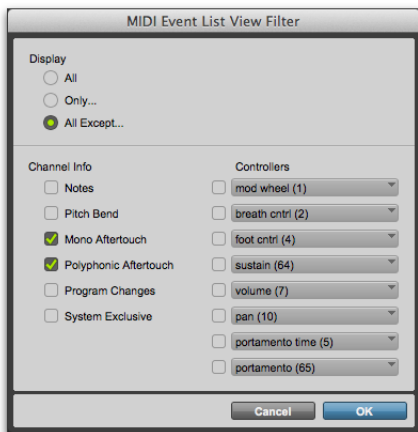 MIDI Event List View Filter
Display
All
Only...
All Except...
Channel Info
Controllers
Notes
mod wheel (1)
Pitch Bend
breath cntrl (2)
Mono Aftertouch
foot cntrl (4)
Polyphonic Aftertouch
sustain (64)
Program Changes
volume (7)
System Exclusive
pan (10)
portamento time (5)
portamento (65)
Cancel
OK